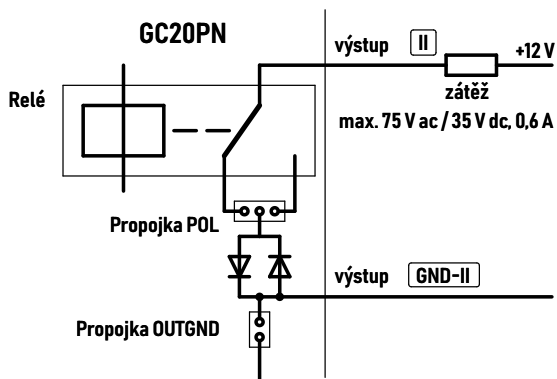 GC20PN
výstup II
+12 V
zátěž
max. 75 V ac / 35 V dc, 0,6 A
Relé
Propojka POL
výstup GND-II
Propojka OUTGND